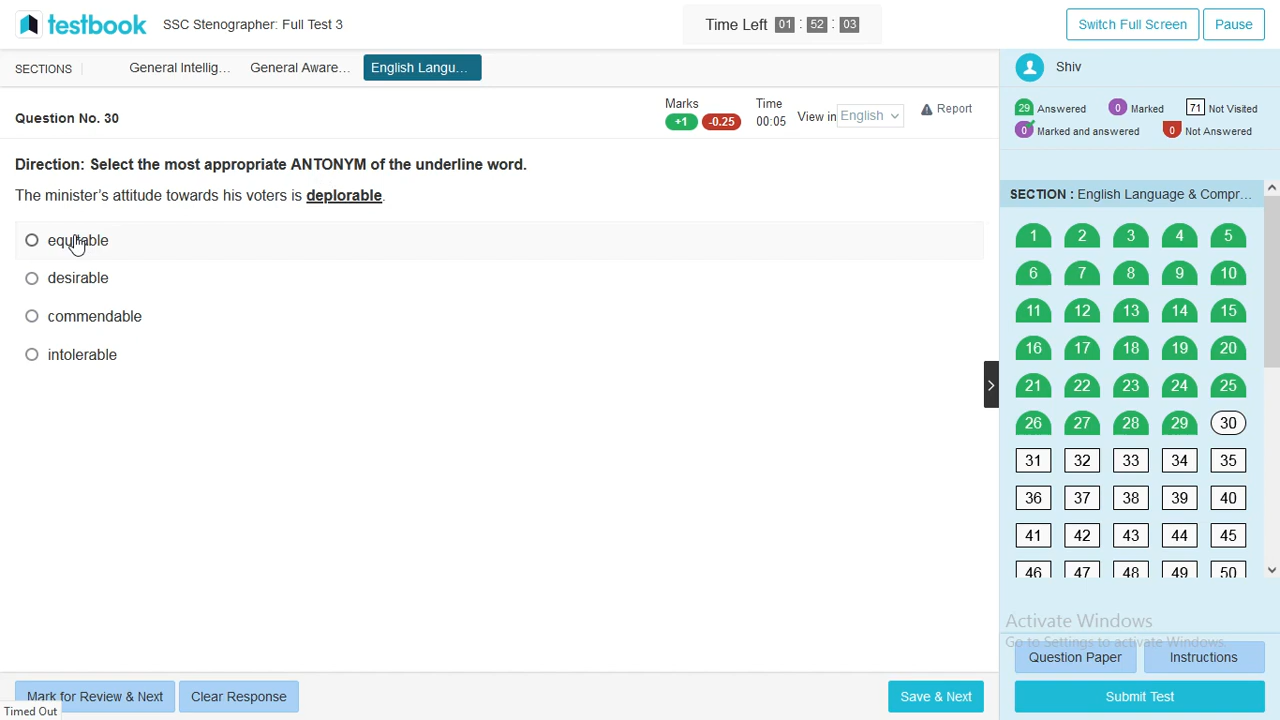 testbook SSC Stenographer: Full Test 3 Time Left 01 : 52 : 03 Switch Full Screen Pause
SECTIONS General Intellig... General Aware... English Langu... Shiv
Question No. 30 Marks +1 -0.25 Time 00:05 View in English Report
29 Answered 0 Marked 71 Not Visited
0 Marked and answered 0 Not Answered
Direction: Select the most appropriate ANTONYM of the underline word.
The minister's attitude towards his voters is deplorable.
equitable
desirable
commendable
intolerable
SECTION : English Language & Compr...
1 2 3 4 5
6 7 8 9 10
11 12 13 14 15
16 17 18 19 20
21 22 23 24 25
26 27 28 29 30
31 32 33 34 35
36 37 38 39 40
41 42 43 44 45
46 47 48 49 50
Activate Windows
Go to Settings to activate Windows.
Question Paper Instructions
Mark for Review & Next Clear Response Save & Next Submit Test
Timed Out